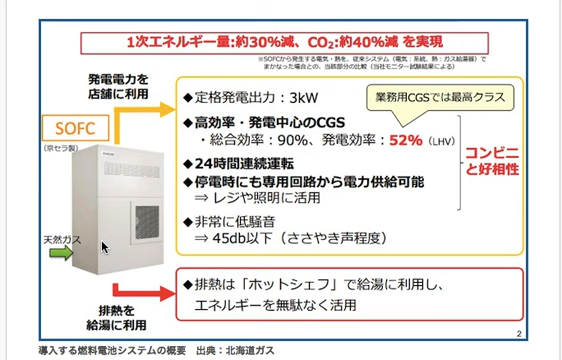 1次エネルギー量:約30%減、CO₂:約40%減 を実現
※SOFCから発生する電気・熱を、従来システム（電気：系統、熱：ガス給湯器）で
まかなった場合との、当該部分の比較（当社モニター試験結果による）
発電電力を
店舗に利用
SOFC
（京セラ製）
天然ガス
排熱を
給湯に利用
◆定格発電出力：3kW
業務用CGSでは最高クラス
◆高効率・発電中心のCGS
・総合効率：90%、発電効率：52%（LHV）
◆24時間連続運転
◆停電時にも専用回路から電力供給可能
⇒ レジや照明に活用
コンビニ
と好相性
◆非常に低騒音
⇒ 45db以下（ささやき声程度）
◆排熱は「ホットシェフ」で給湯に利用し、
エネルギーを無駄なく活用
2
導入する燃料電池システムの概要　出典：北海道ガス